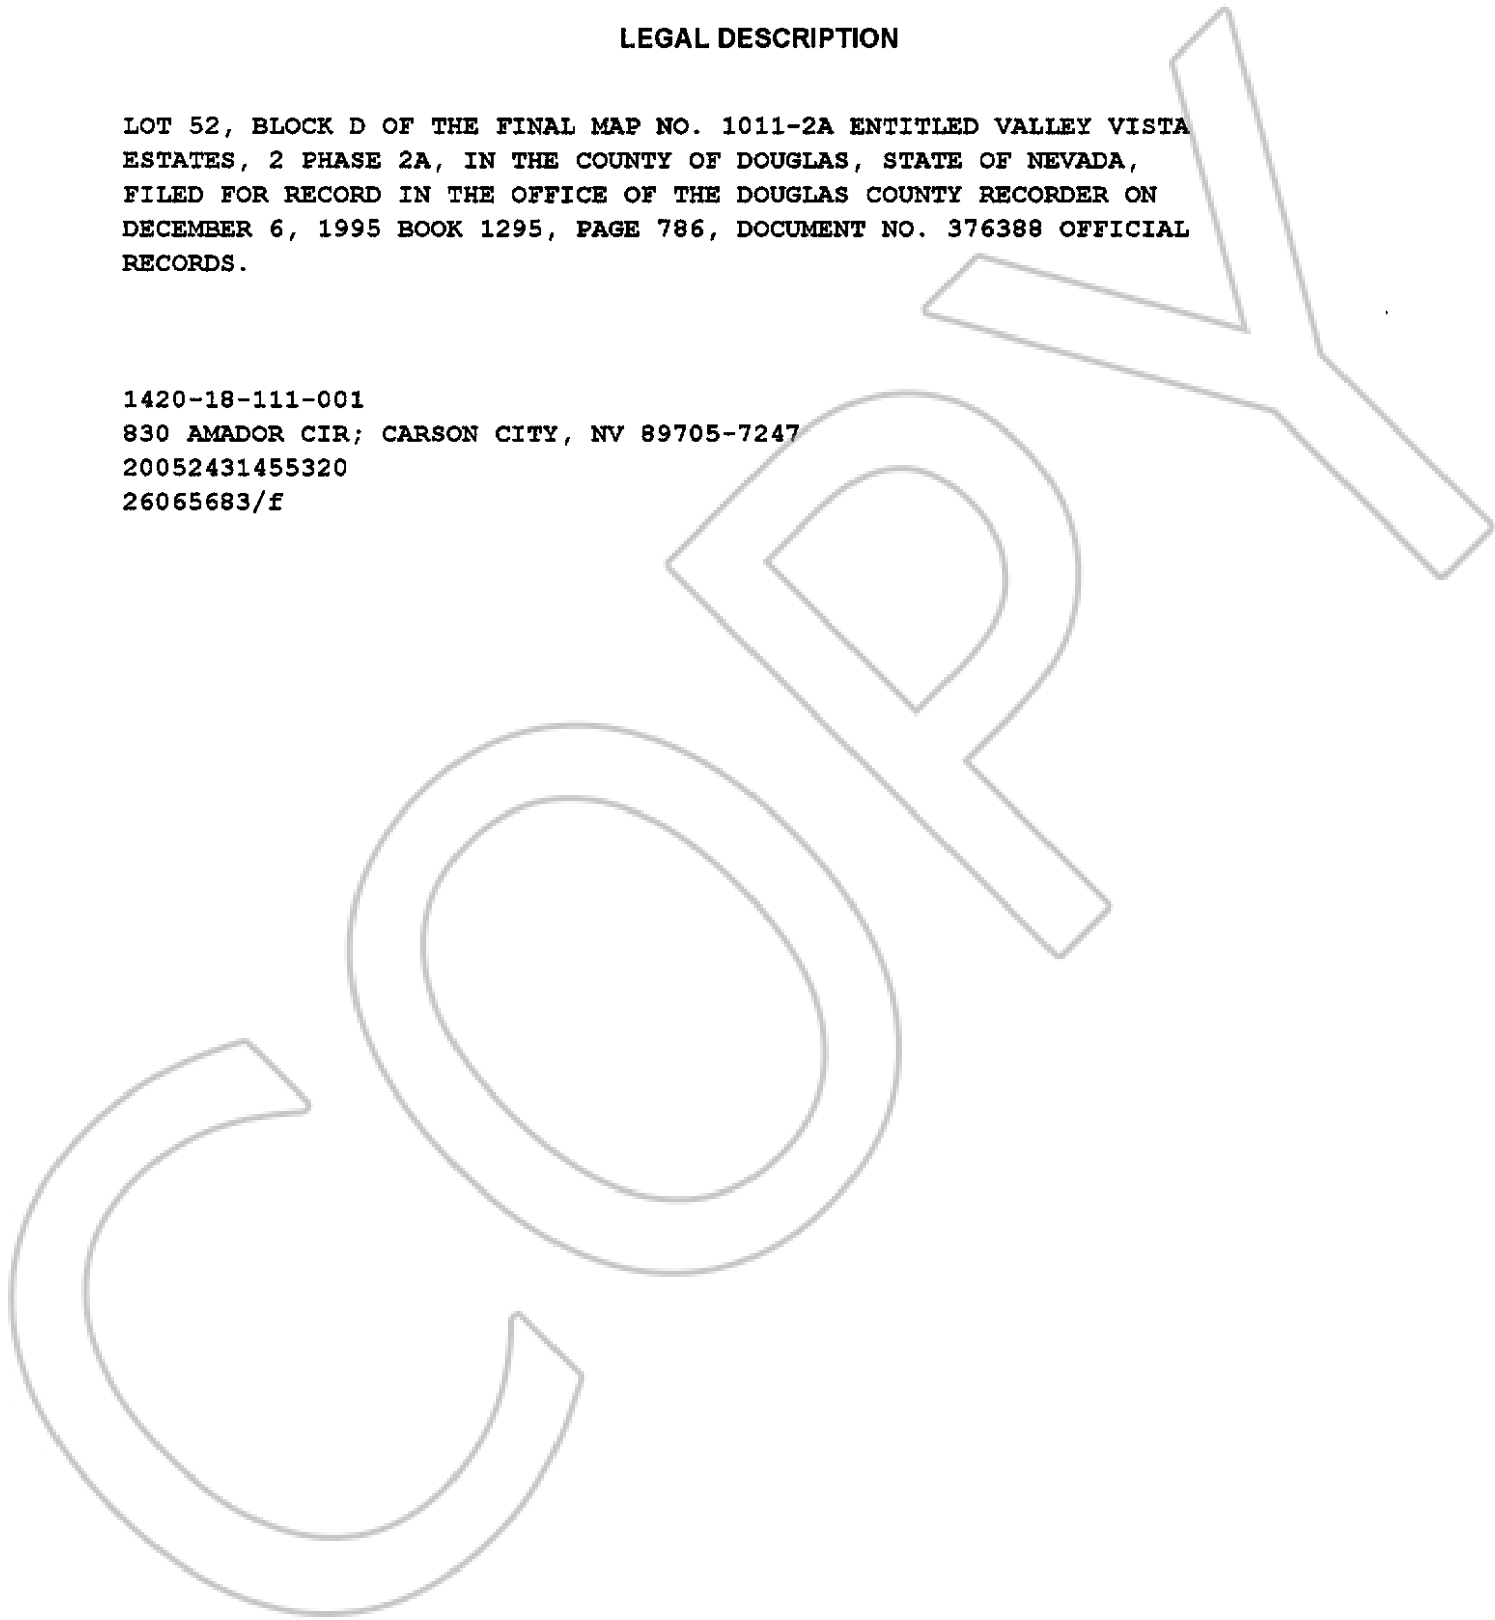 LEGAL DESCRIPTION
LOT 52, BLOCK D OF THE FINAL MAP NO. 1011-2A ENTITLED VALLEY VISTA
ESTATES, 2 PHASE 2A, IN THE COUNTY OF DOUGLAS, STATE OF NEVADA,
FILED FOR RECORD IN THE OFFICE OF THE DOUGLAS COUNTY RECORDER ON
DECEMBER 6, 1995 BOOK 1295, PAGE 786, DOCUMENT NO. 376388 OFFICIAL
RECORDS.
1420-18-111-001
830 AMADOR CIR; CARSON CITY, NV 89705-7247
20052431455320
26065683/f
COPY